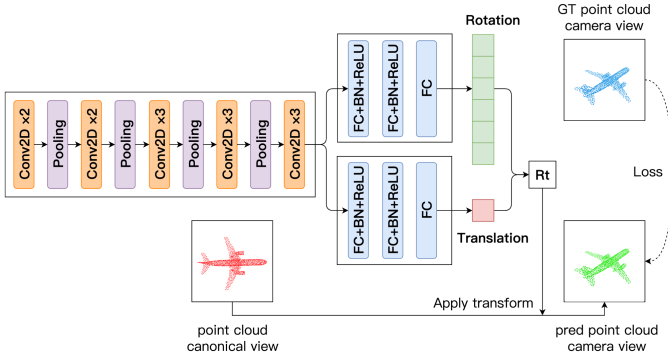 Rotation
GT point cloud
camera view
Conv2D ×2
Pooling
Conv2D ×2
Pooling
Conv2D ×3
Pooling
Conv2D ×3
Pooling
Conv2D ×3
FC+BN+ReLU
FC+BN+ReLU
FC
FC+BN+ReLU
FC+BN+ReLU
FC
Rt
Loss
Translation
Apply transform
point cloud
canonical view
pred point cloud
camera view